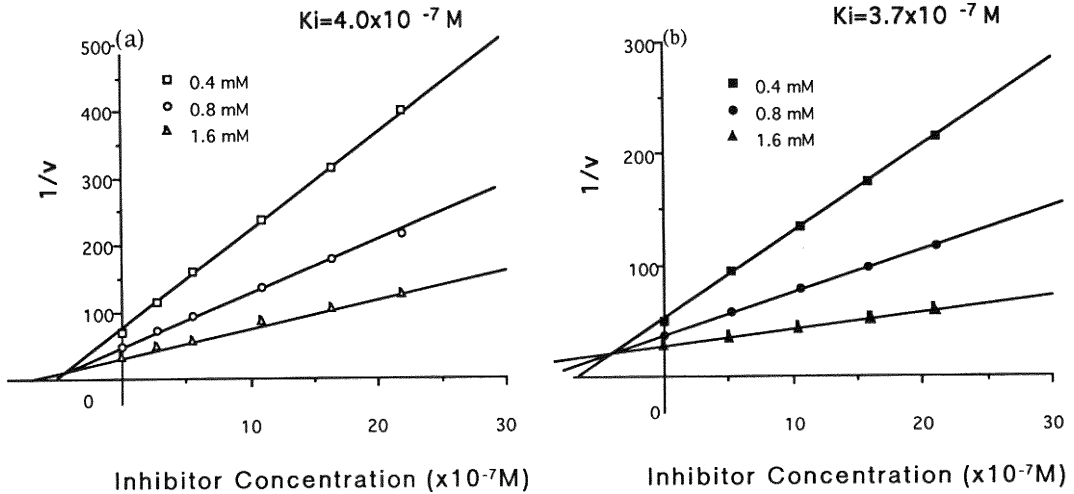 Ki=4.0x10 -7 M
(a)
500
400
300
200
100
0
1/v
0.4 mM
0.8 mM
1.6 mM
10
20
30
Inhibitor Concentration (x10-7M)
Ki=3.7x10 -7 M
(b)
300
200
100
0
1/v
0.4 mM
0.8 mM
1.6 mM
10
20
30
Inhibitor Concentration (x10-7M)